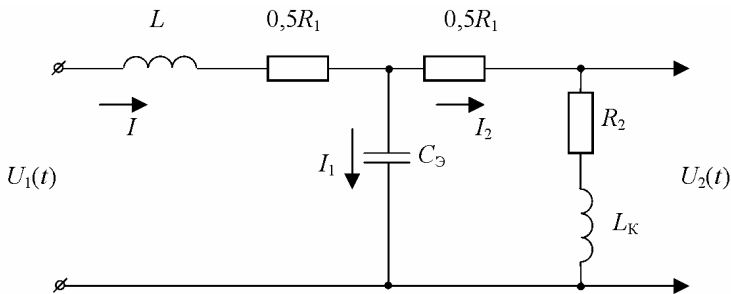 L 0,5R₁ 0,5R₁
I I₂ R₂
I₁ Cэ
U₁(t) U₂(t)
Lк